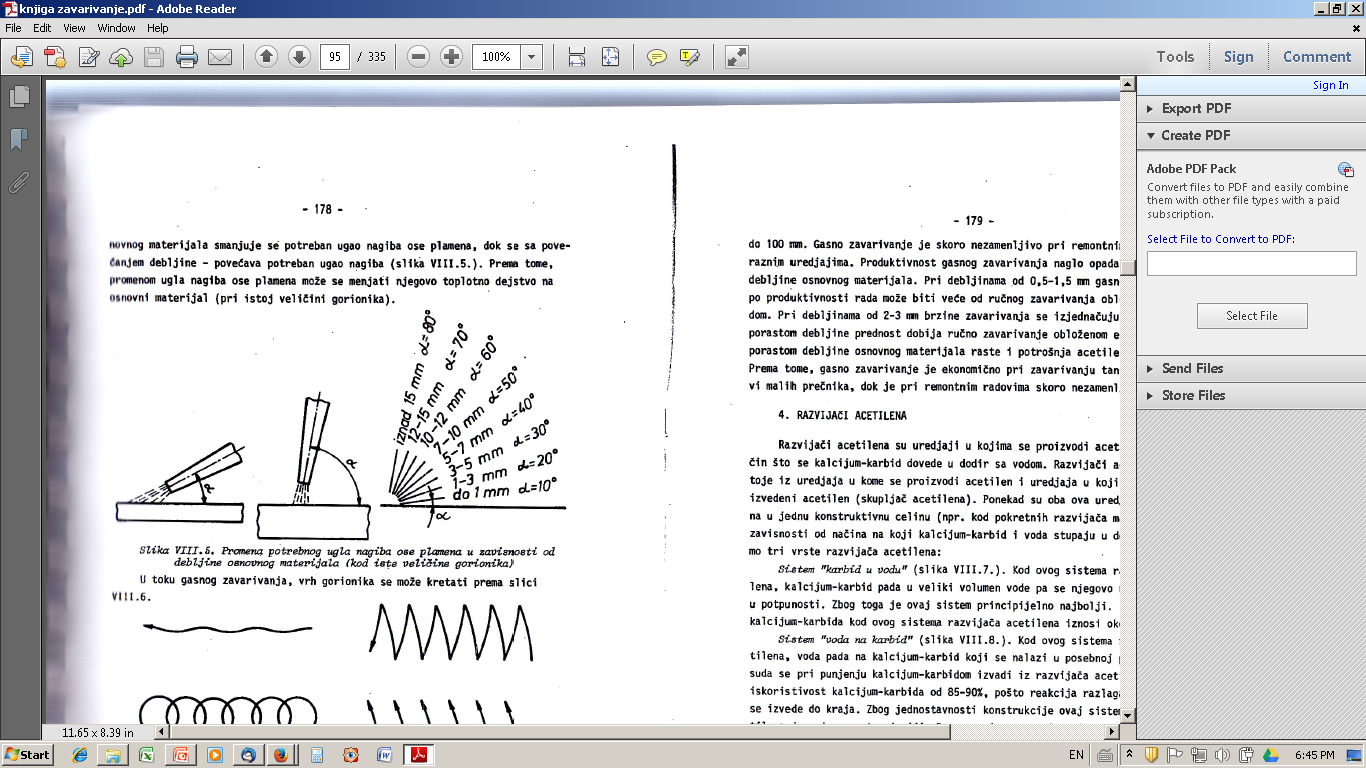 knjiga zavarivanje.pdf - Adobe Reader
File Edit View Window Help
95 / 335 100% Tools Sign Comment
Sign In
Export PDF
Create PDF
Adobe PDF Pack
Convert files to PDF and easily combine
them with other file types with a paid
subscription.
Select File to Convert to PDF:
Select File
Send Files
Store Files
- 178 -
novnog materijala smanjuje se potreban ugao nagiba ose plamena, dok se sa pove-
ćanjem debljine - povećava potreban ugao nagiba (slika VIII.5.). Prema tome,
promenom ugla nagiba ose plamena može se menjati njegovo toplotno dejstvo na
osnovni materijal (pri istoj veličini gorionika).
iznad 15 mm α=80°
12-15 mm α=70°
10-12 mm α=60°
7-10 mm α=50°
5-7 mm α=40°
3-5 mm α=30°
1-3 mm α=20°
do 1 mm α=10°
α
α
α
Slika VIII.5. Promena potrebnog ugla nagiba ose plamena u zavisnosti od
debljine osnovnog materijala (kod iste veličine gorionika)
U toku gasnog zavarivanja, vrh gorionika se može kretati prema slici
VIII.6.
- 179 -
do 100 mm. Gasno zavarivanje je skoro nezamenljivo pri remontni
raznim uredjajima. Produktivnost gasnog zavarivanja naglo opada
debljine osnovnog materijala. Pri debljinama od 0,5-1,5 mm gasn
po produktivnosti rada može biti veće od ručnog zavarivanja obl
dom. Pri debljinama od 2-3 mm brzine zavarivanja se izjednačuju
porastom debljine prednost dobija ručno zavarivanje obloženom e
porastom debljine osnovnog materijala raste i potrošnja acetile
Prema tome, gasno zavarivanje je ekonomično pri zavarivanju tan
vi malih prečnika, dok je pri remontnim radovima skoro nezamenl
4. RAZVIJAČI ACETILENA
Razvijači acetilena su uredjaji u kojima se proizvodi acet
čin što se kalcijum-karbid dovede u dodir sa vodom. Razvijači a
toje iz uredjaja u kome se proizvodi acetilen i uredjaja u koji
izvedeni acetilen (skupljač acetilena). Ponekad su oba ova ured
na u jednu konstruktivnu celinu (npr. kod pokretnih razvijača m
zavisnosti od načina na koji kalcijum-karbid i voda stupaju u d
mo tri vrste razvijača acetilena:
Sistem "karbid u vodu" (slika VIII.7.). Kod ovog sistema r
lena, kalcijum-karbid pada u veliki volumen vode pa se njegovo
u potpunosti. Zbog toga je ovaj sistem principijelno najbolji.
kalcijum-karbida kod ovog sistema razvijača acetilena iznosi ok
Sistem "voda na karbid" (slika VIII.8.). Kod ovog sistema
tilena, voda pada na kalcijum-karbid koji se nalazi u posebnoj
suda se pri punjenju kalcijum-karbidom izvadi iz razvijača acet
iskoristivost kalcijum-karbida od 85-90%, pošto reakcija razlag
se izvede do kraja. Zbog jednostavnosti konstrukcije ovaj siste
11.65 x 8.39 in
Start EN 6:45 PM